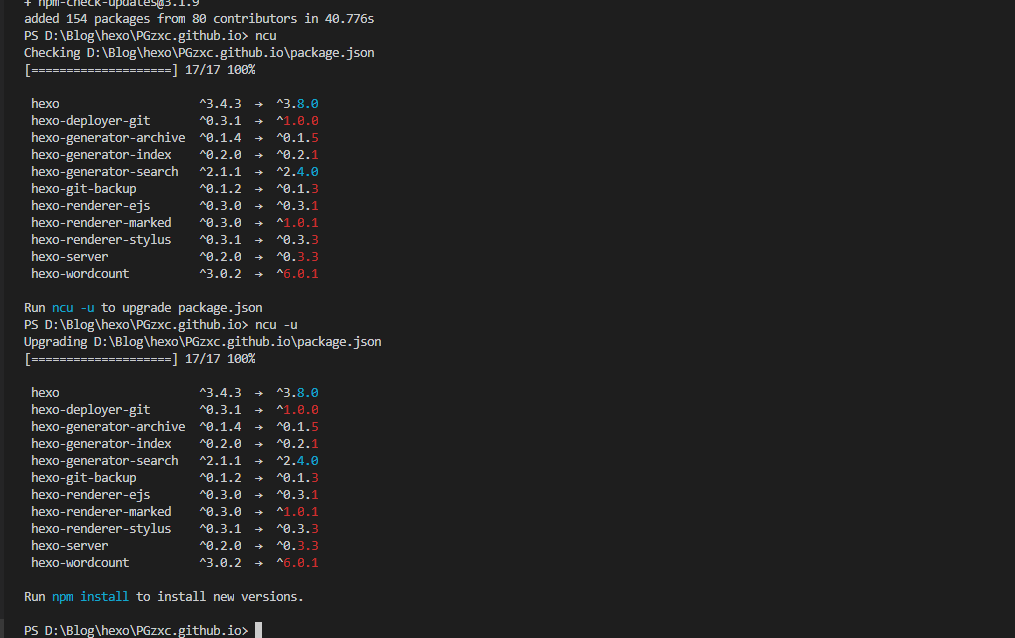 + npm-check-updates@3.1.9
added 154 packages from 80 contributors in 40.776s
PS D:\Blog\hexo\PGzxc.github.io> ncu
Checking D:\Blog\hexo\PGzxc.github.io\package.json
[====================] 17/17 100%
hexo ^3.4.3 → ^3.8.0
hexo-deployer-git ^0.3.1 → ^1.0.0
hexo-generator-archive ^0.1.4 → ^0.1.5
hexo-generator-index ^0.2.0 → ^0.2.1
hexo-generator-search ^2.1.1 → ^2.4.0
hexo-git-backup ^0.1.2 → ^0.1.3
hexo-renderer-ejs ^0.3.0 → ^0.3.1
hexo-renderer-marked ^0.3.0 → ^1.0.1
hexo-renderer-stylus ^0.3.1 → ^0.3.3
hexo-server ^0.2.0 → ^0.3.3
hexo-wordcount ^3.0.2 → ^6.0.1
Run ncu -u to upgrade package.json
PS D:\Blog\hexo\PGzxc.github.io> ncu -u
Upgrading D:\Blog\hexo\PGzxc.github.io\package.json
[====================] 17/17 100%
hexo ^3.4.3 → ^3.8.0
hexo-deployer-git ^0.3.1 → ^1.0.0
hexo-generator-archive ^0.1.4 → ^0.1.5
hexo-generator-index ^0.2.0 → ^0.2.1
hexo-generator-search ^2.1.1 → ^2.4.0
hexo-git-backup ^0.1.2 → ^0.1.3
hexo-renderer-ejs ^0.3.0 → ^0.3.1
hexo-renderer-marked ^0.3.0 → ^1.0.1
hexo-renderer-stylus ^0.3.1 → ^0.3.3
hexo-server ^0.2.0 → ^0.3.3
hexo-wordcount ^3.0.2 → ^6.0.1
Run npm install to install new versions.
PS D:\Blog\hexo\PGzxc.github.io>